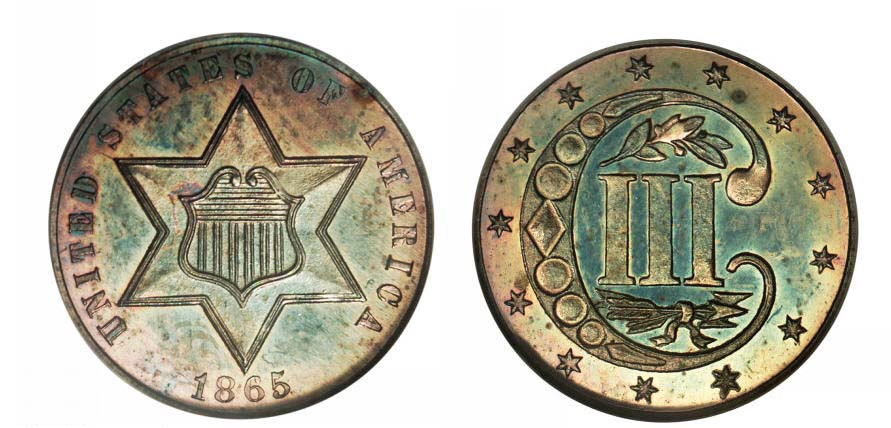 UNITED STATES OF AMERICA
1865
III